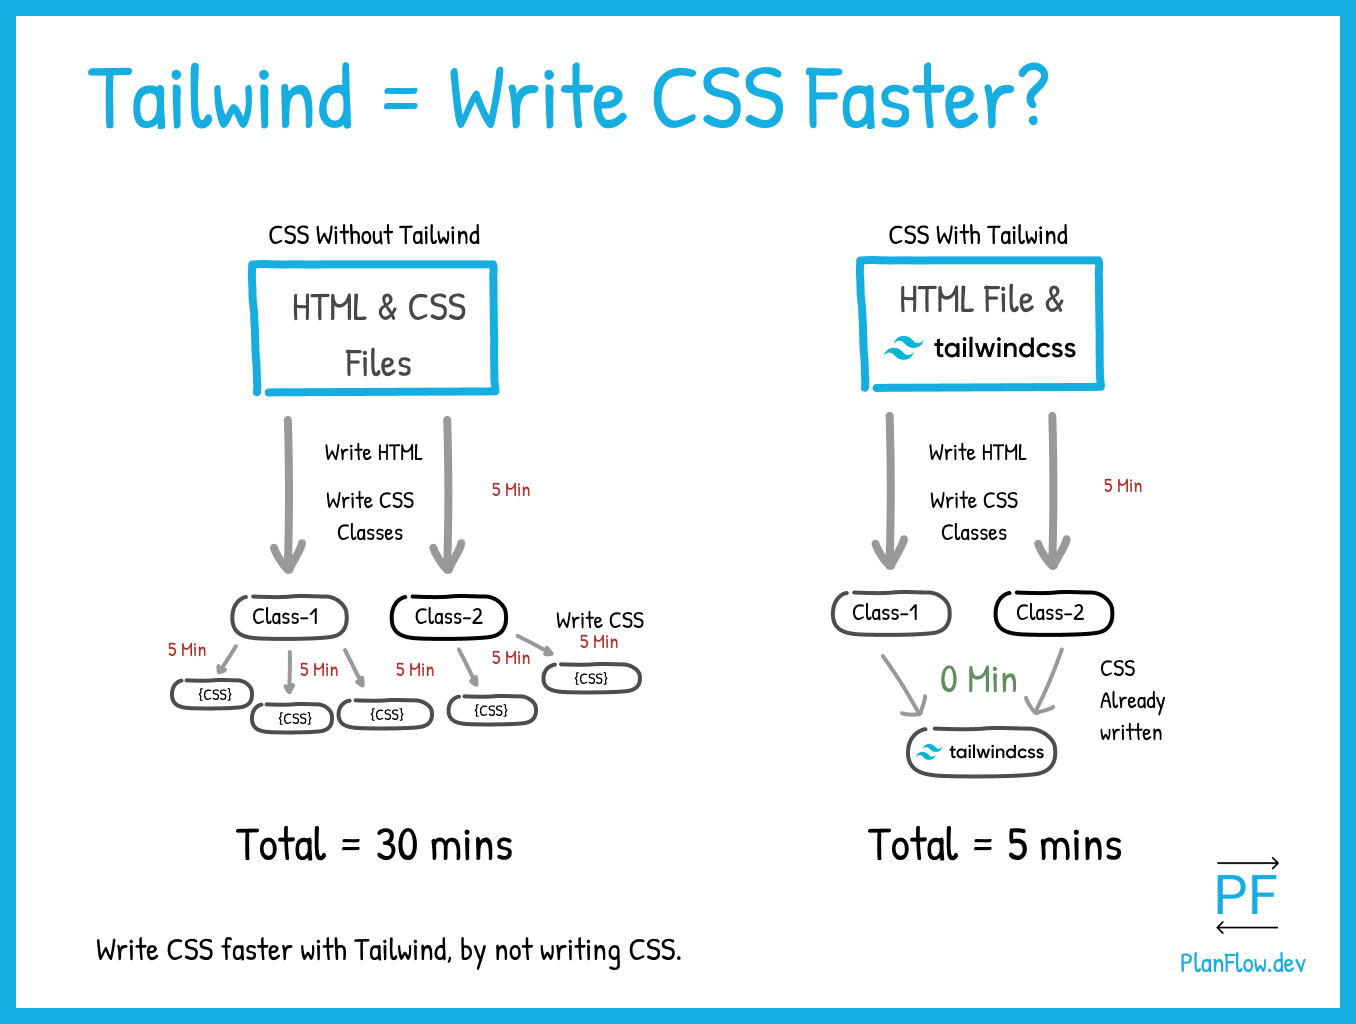 Tailwind = Write CSS Faster?
CSS Without Tailwind
HTML & CSS
Files
Write HTML
Write CSS
Classes
5 Min
Class-1
Class-2
Write CSS
5 Min
5 Min
5 Min
5 Min
5 Min
{CSS}
{CSS}
{CSS}
{CSS}
{CSS}
Total = 30 mins
CSS With Tailwind
HTML File &
tailwindcss
Write HTML
Write CSS
Classes
5 Min
Class-1
Class-2
0 Min
CSS
Already
written
tailwindcss
Total = 5 mins
Write CSS faster with Tailwind, by not writing CSS.
PF
PlanFlow.dev